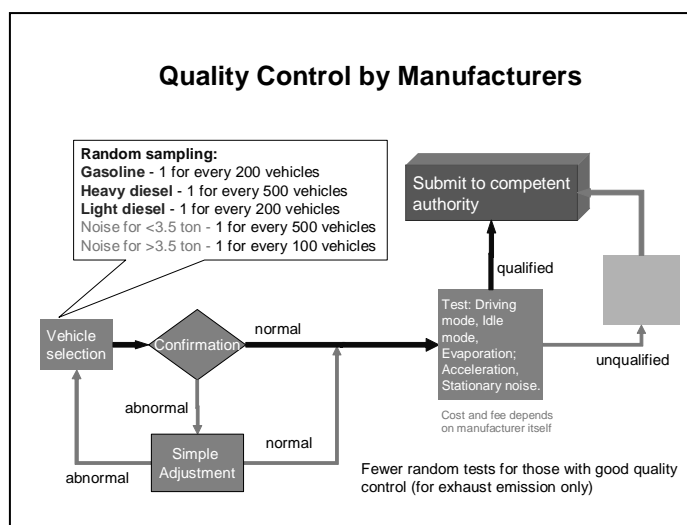 Quality Control by Manufacturers
Random sampling:
Gasoline - 1 for every 200 vehicles
Heavy diesel - 1 for every 500 vehicles
Light diesel - 1 for every 200 vehicles
Noise for <3.5 ton - 1 for every 500 vehicles
Noise for >3.5 ton - 1 for every 100 vehicles
Submit to competent
authority
qualified
Vehicle
selection
Confirmation
normal
Test: Driving
mode, Idle
mode,
Evaporation;
Acceleration,
Stationary noise.
unqualified
abnormal
Cost and fee depends
on manufacturer itself
Simple
Adjustment
normal
abnormal
Fewer random tests for those with good quality
control (for exhaust emission only)